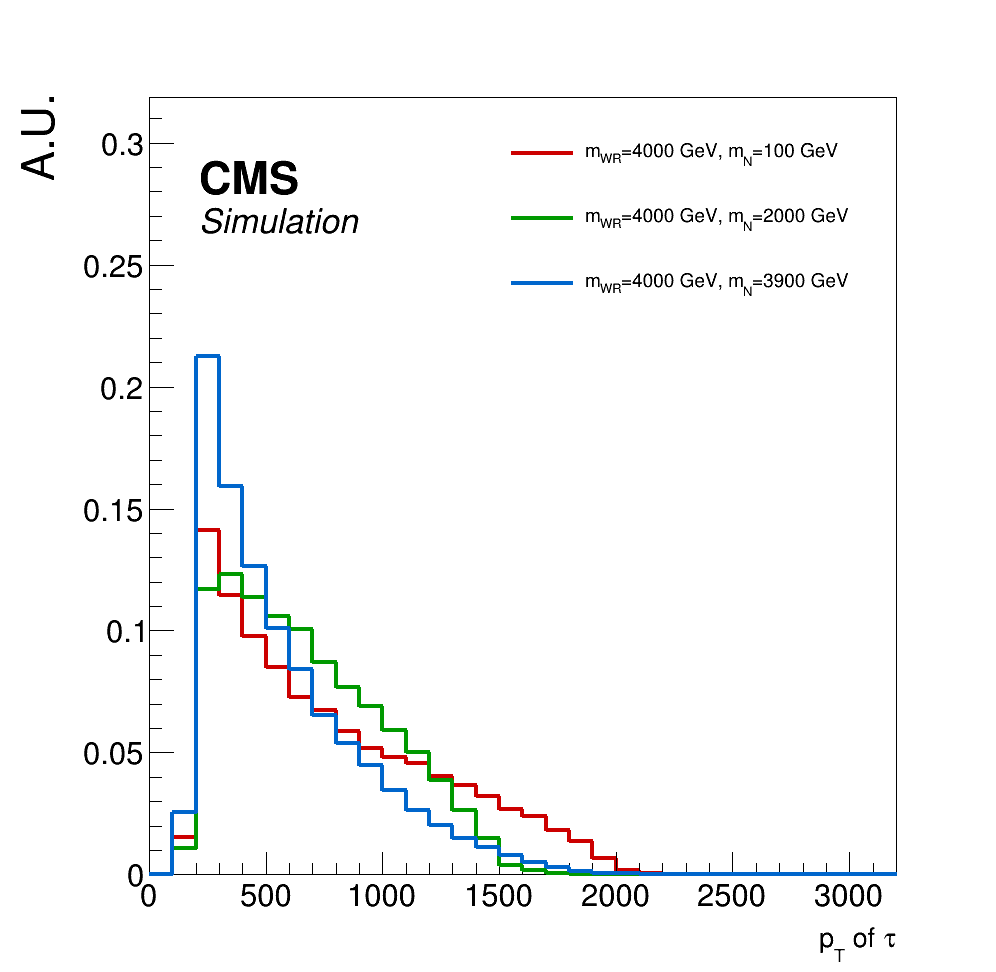 A.U.
CMS
Simulation
m_WR=4000 GeV, m_N=100 GeV
m_WR=4000 GeV, m_N=2000 GeV
m_WR=4000 GeV, m_N=3900 GeV
0.3
0.25
0.2
0.15
0.1
0.05
0
0 500 1000 1500 2000 2500 3000
p_T of τ